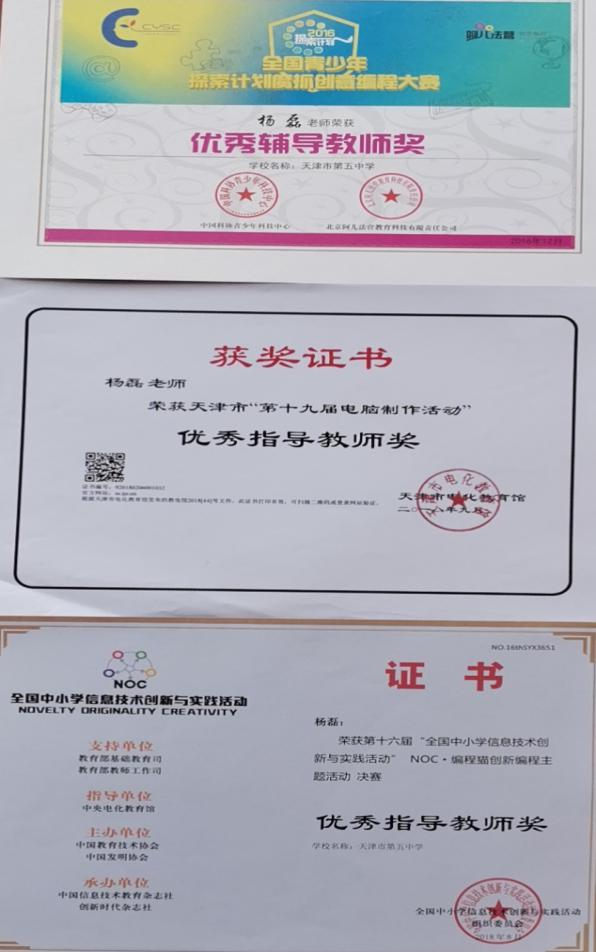 CYSC
2016
探索计划
阿儿法营
全国青少年
探索计划腐抓创意编程大赛
杨磊 老师荣获
优秀辅导教师奖
学校名称：天津市第五中学
中国科协青少年科技中心
北京阿儿法营教育科技有限责任公司
2016年12月
获奖证书
杨磊 老师
荣获天津市“第十九届电脑制作活动”
优秀指导教师奖
天津市电化教育馆
二〇一八年九月
NO.16thSYX3651
NOC
全国中小学信息技术创新与实践活动
NOVELTY ORIGINALITY CREATIVITY
支持单位
教育部基础教育司
教育部教师工作司
指导单位
中央电化教育馆
主办单位
中国教育技术协会
中国发明协会
承办单位
中国信息技术教育杂志社
创新时代杂志社
证书
杨磊：
荣获第十六届“全国中小学信息技术创
新与实践活动” NOC·编程猫创新编程主
题活动 决赛
优秀指导教师奖
学校名称：天津市第五中学
全国中小学信息技术创新与实践活动
组织委员会
2018年8月